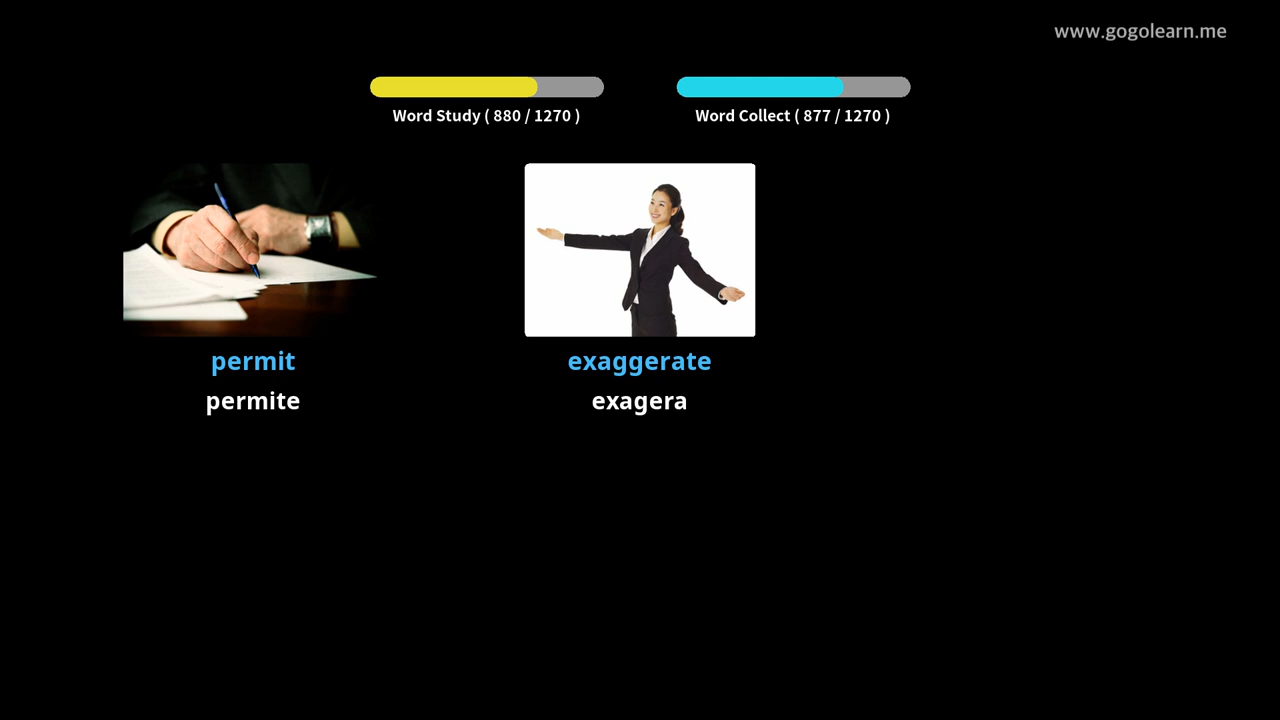 www.gogolearn.me
Word Study ( 880 / 1270 )
Word Collect ( 877 / 1270 )
permit
permite
exaggerate
exagera